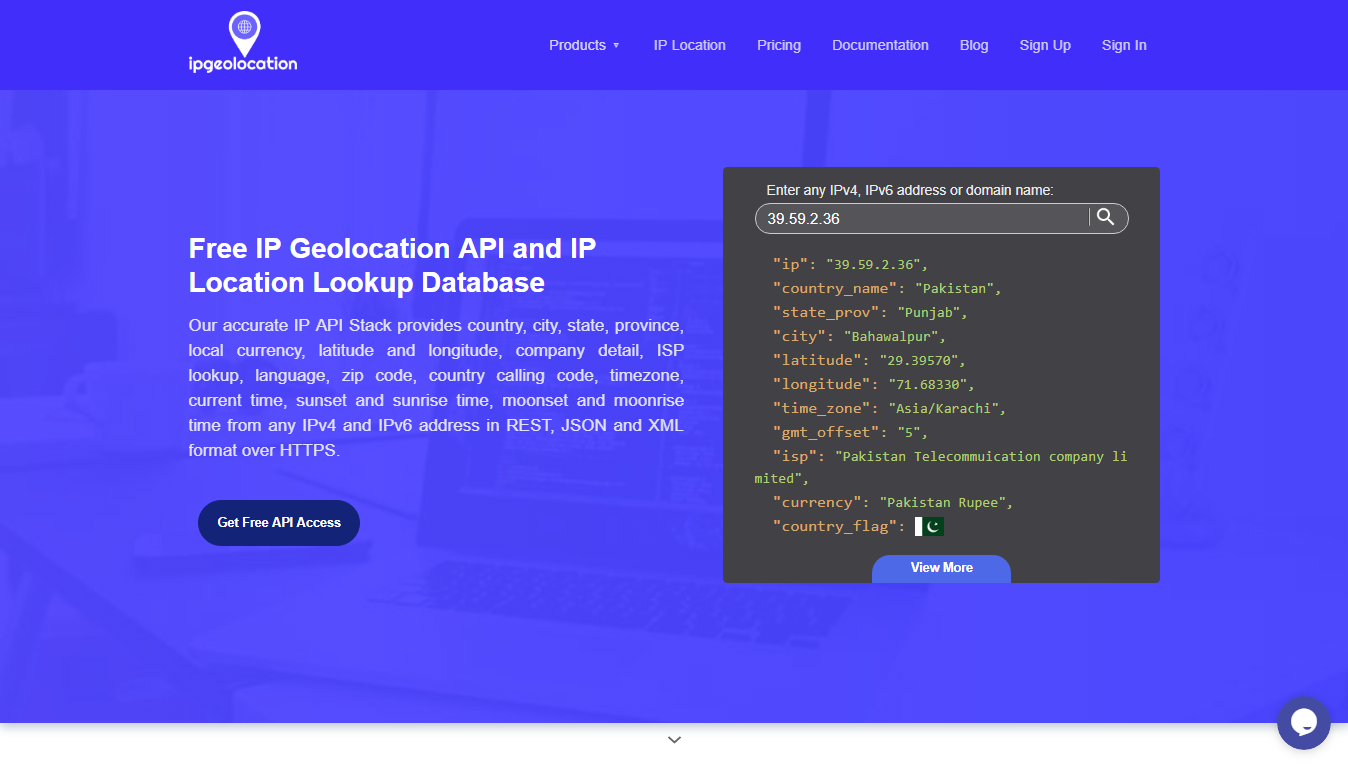 ipgeolocation
Products ▼ IP Location Pricing Documentation Blog Sign Up Sign In
Free IP Geolocation API and IP
Location Lookup Database
Our accurate IP API Stack provides country, city, state, province,
local currency, latitude and longitude, company detail, ISP
lookup, language, zip code, country calling code, timezone,
current time, sunset and sunrise time, moonset and moonrise
time from any IPv4 and IPv6 address in REST, JSON and XML
format over HTTPS.
Get Free API Access
Enter any IPv4, IPv6 address or domain name:
39.59.2.36
"ip": "39.59.2.36",
"country_name": "Pakistan",
"state_prov": "Punjab",
"city": "Bahawalpur",
"latitude": "29.39570",
"longitude": "71.68330",
"time_zone": "Asia/Karachi",
"gmt_offset": "5",
"isp": "Pakistan Telecommuication company li
mited",
"currency": "Pakistan Rupee",
"country_flag":
View More